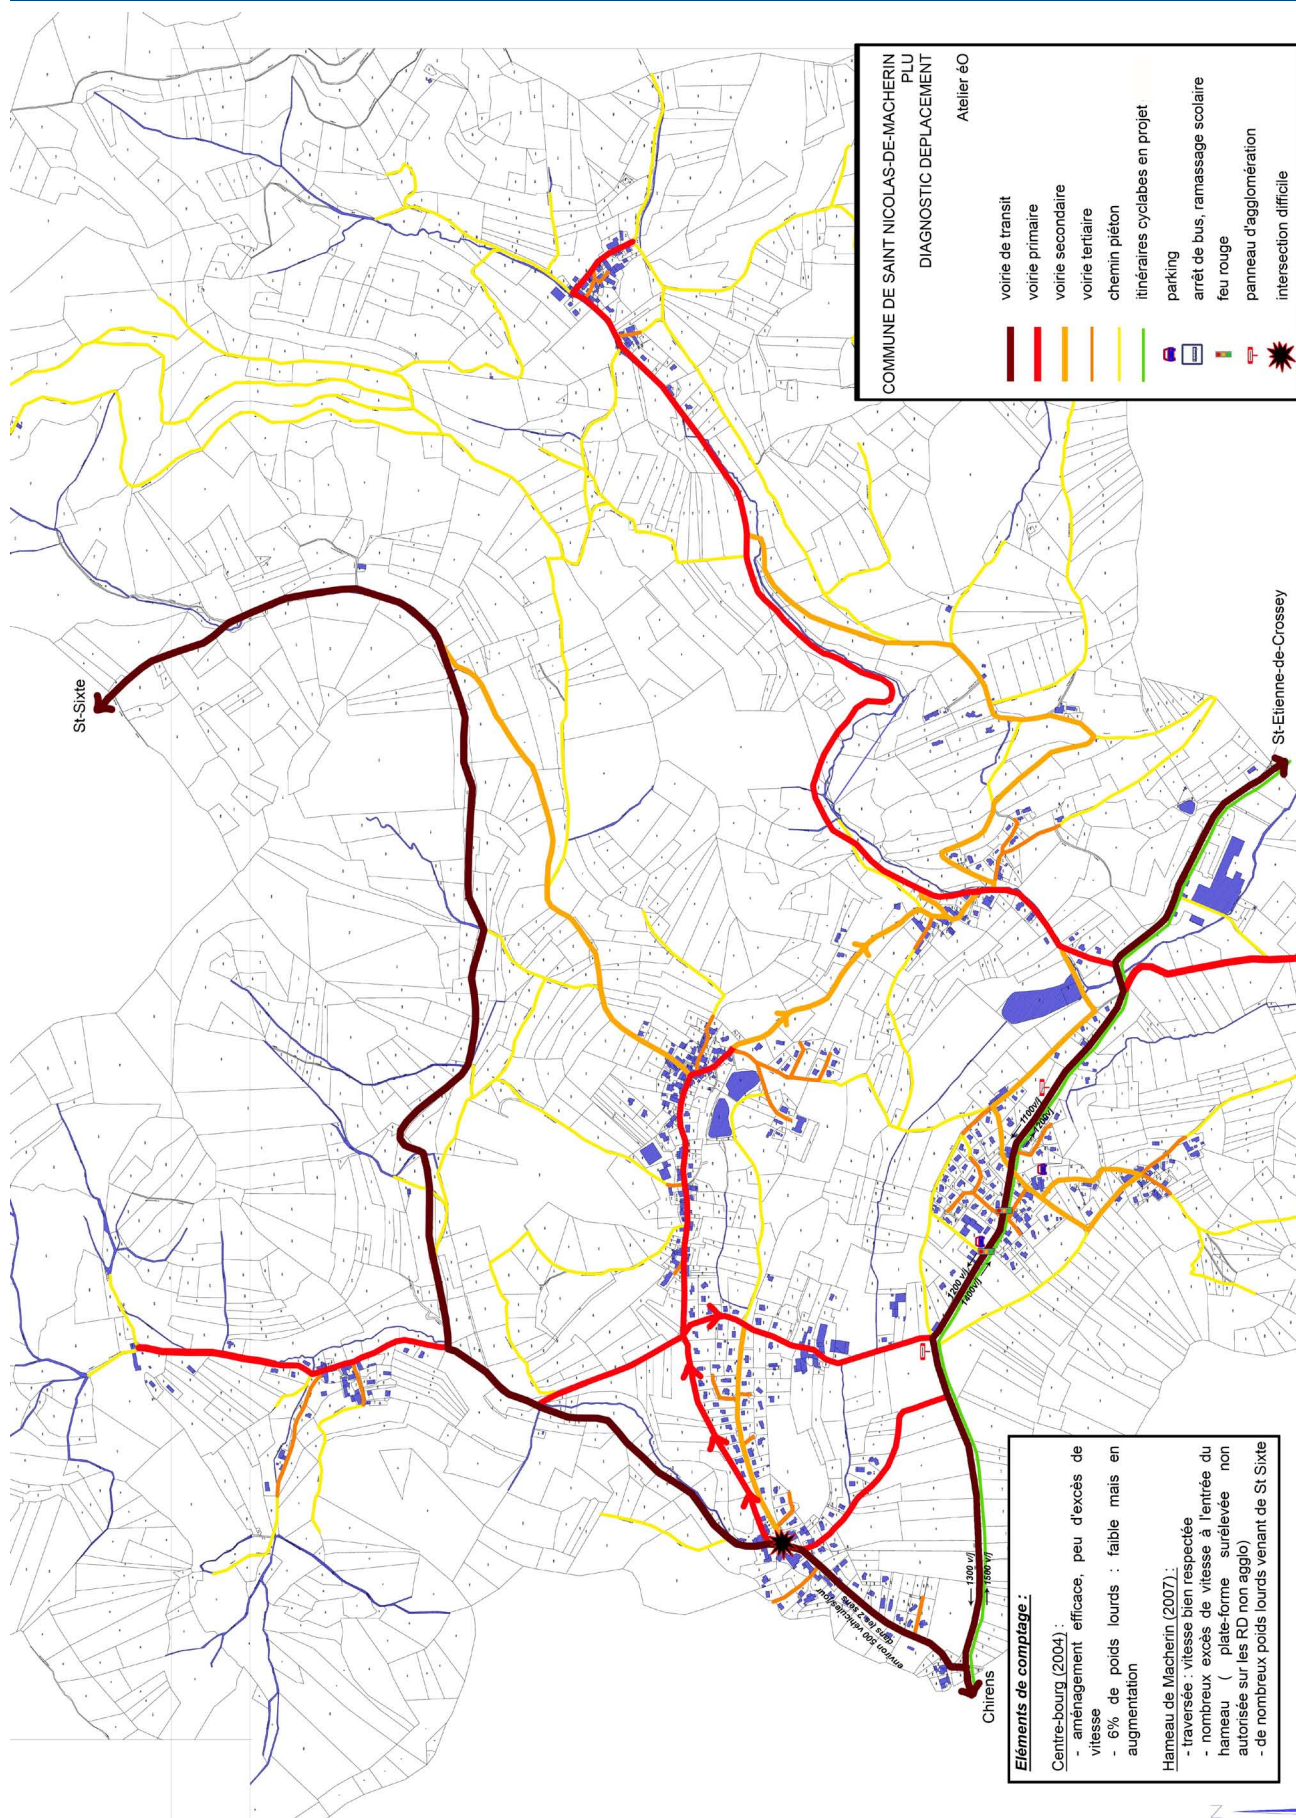 COMMUNE DE SAINT NICOLAS-DE-MACHERIN
PLU
DIAGNOSTIC DEPLACEMENT
Atelier éO
voirie de transit
voirie primaire
voirie secondaire
voirie tertiaire
chemin piéton
itinéraires cyclabes en projet
parking
arrêt de bus, ramassage scolaire
feu rouge
panneau d'agglomération
intersection difficile
St-Sixte
St-Etienne-de-Crossey
1100v/j
1200v/j
1200 v/j
1400v/j
1300 v/j
1500 v/j
environ 500 véhicules/jour
dans les 2 sens
Chirens
Eléments de comptage :
Centre-bourg (2004) :
- aménagement efficace, peu d'excès de
vitesse
- 6% de poids lourds : faible mais en
augmentation
Hameau de Macherin (2007) :
- traversée : vitesse bien respectée
- nombreux excès de vitesse à l'entrée du
hameau ( plate-forme surélevée non
autorisée sur les RD non agglo)
- de nombreux poids lourds venant de St Sixte
Z